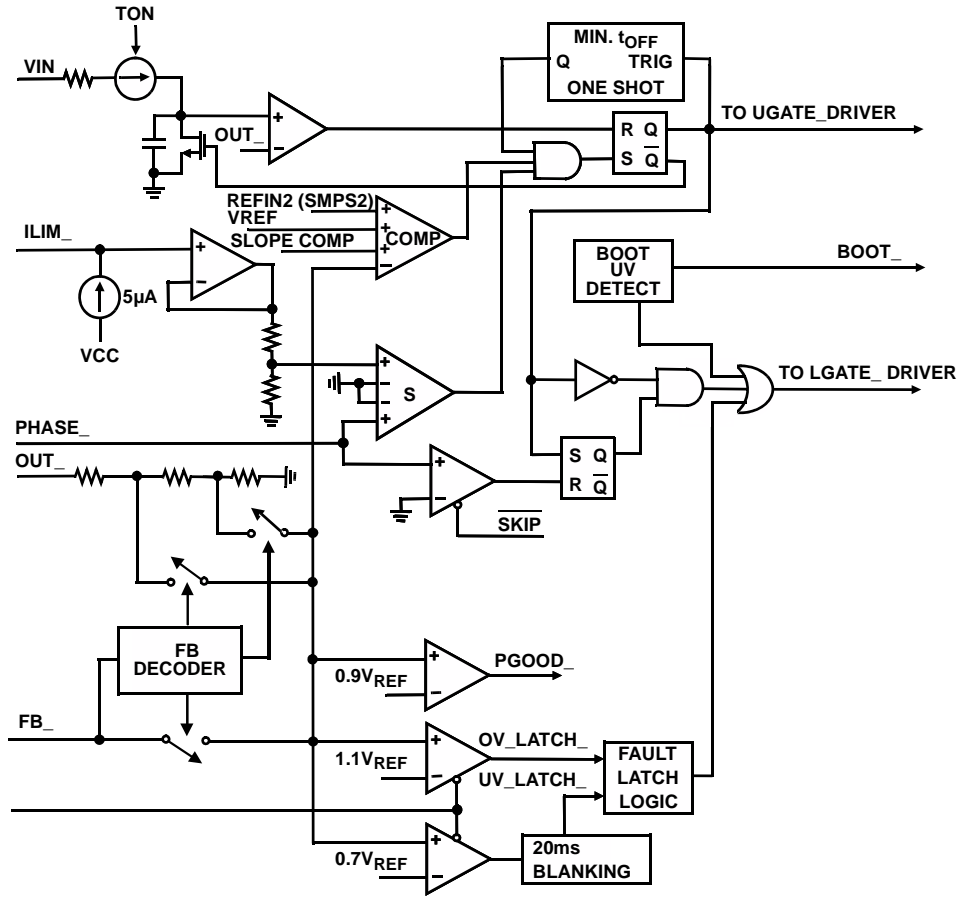 TON
VIN
MIN. tOFF
Q TRIG
ONE SHOT
OUT_
R Q
S Q̅
TO UGATE_DRIVER
REFIN2 (SMPS2)
VREF
SLOPE COMP
COMP
ILIM_
5µA
VCC
BOOT
UV
DETECT
BOOT_
S
TO LGATE_ DRIVER
PHASE_
OUT_
S Q
R Q̅
S̅K̅I̅P̅
FB
DECODER
FB_
0.9VREF
PGOOD_
1.1VREF
OV_LATCH_
UV_LATCH_
FAULT
LATCH
LOGIC
0.7VREF
20ms
BLANKING